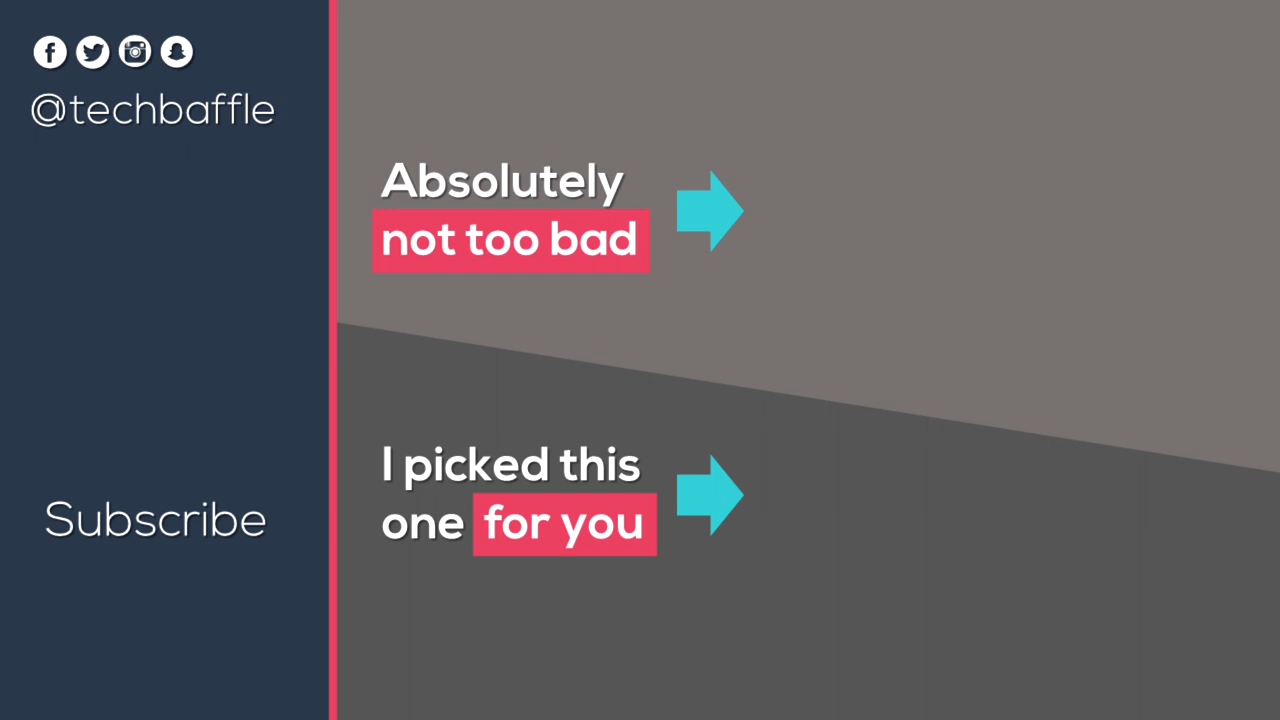 @techbaffle
Absolutely
not too bad
I picked this
one for you
Subscribe